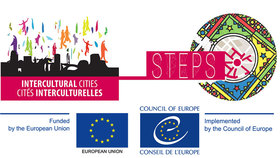 STEPS
INTERCULTURAL CITIES
CITÉS INTERCULTURELLES
Funded
by the European Union
EUROPEAN UNION
COUNCIL OF EUROPE
CONSEIL DE L'EUROPE
Implemented
by the Council of Europe